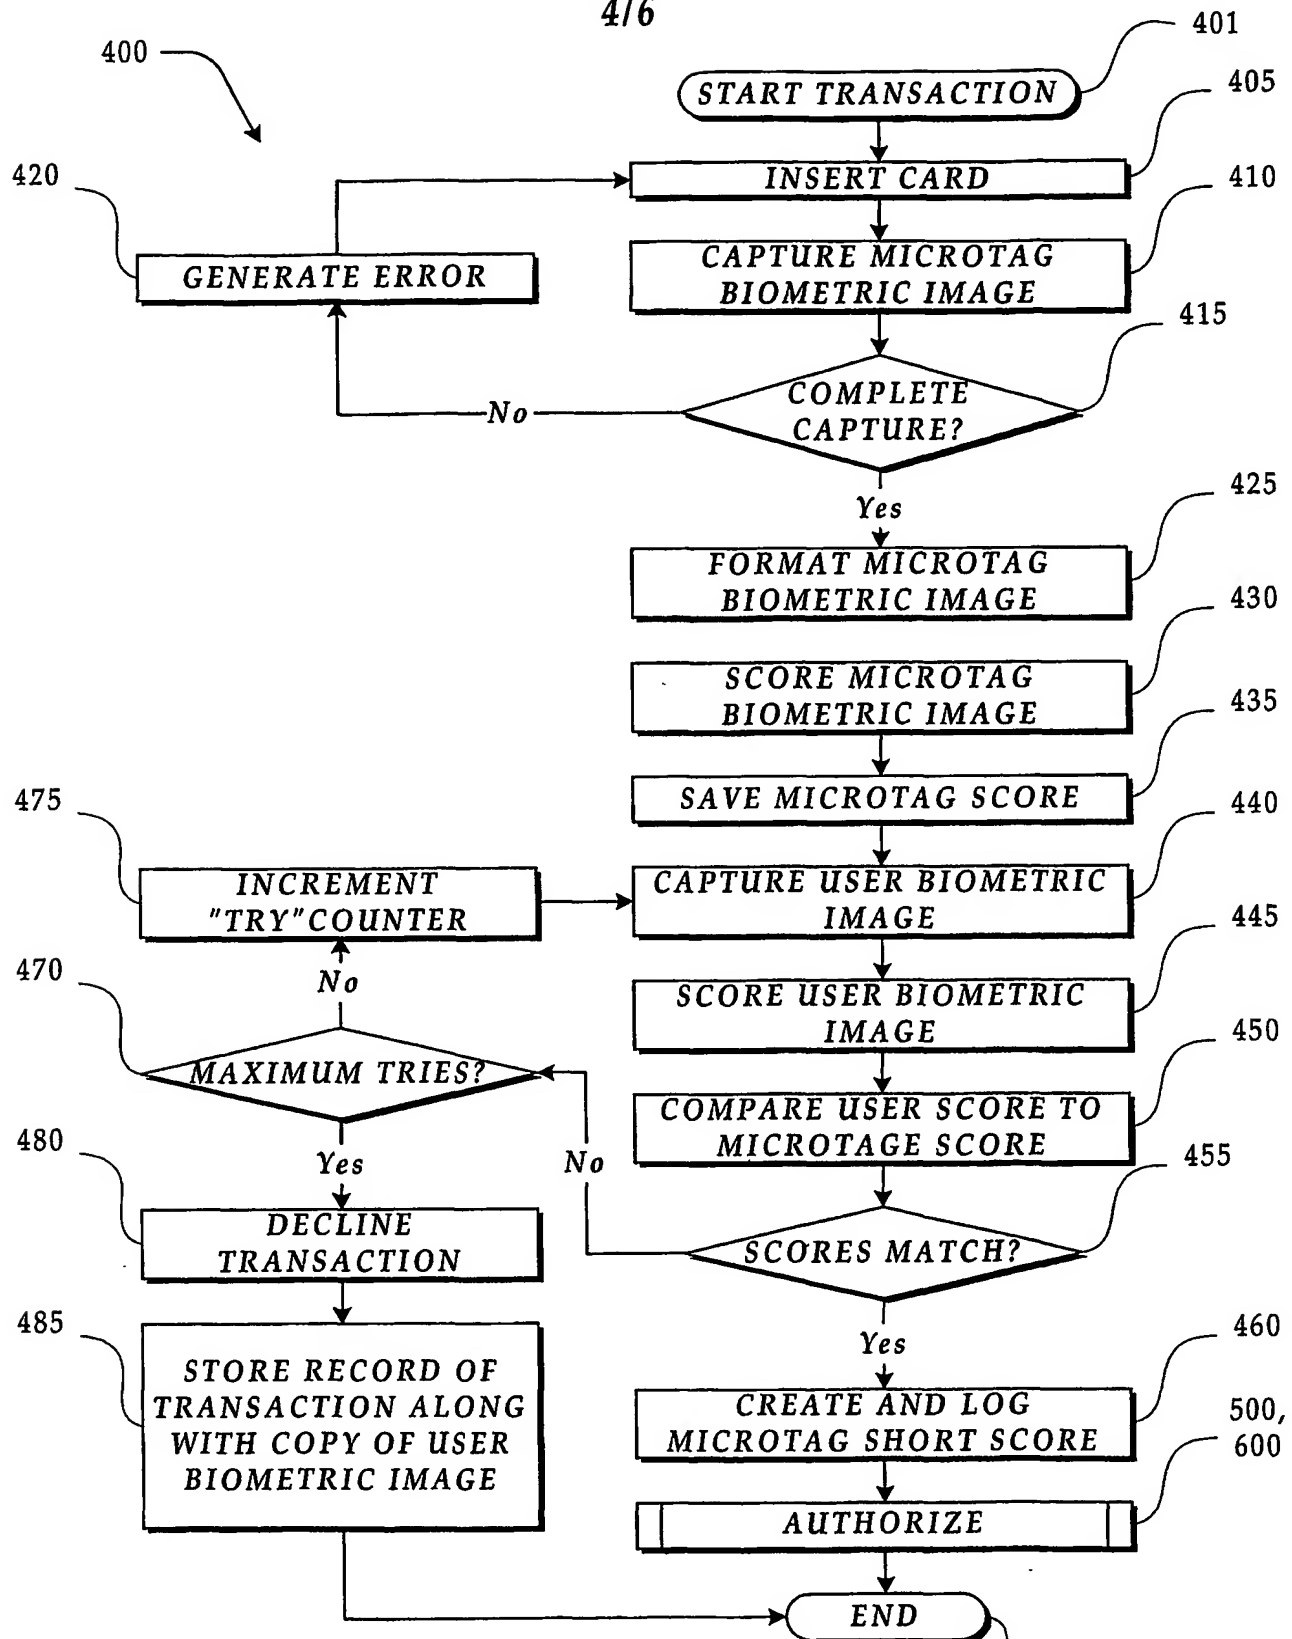 4/6
400
401
START TRANSACTION
405
INSERT CARD
410
CAPTURE MICROTAG
BIOMETRIC IMAGE
420
GENERATE ERROR
415
COMPLETE
CAPTURE?
No
Yes
425
FORMAT MICROTAG
BIOMETRIC IMAGE
430
SCORE MICROTAG
BIOMETRIC IMAGE
435
SAVE MICROTAG SCORE
475
INCREMENT
"TRY" COUNTER
440
CAPTURE USER BIOMETRIC
IMAGE
445
SCORE USER BIOMETRIC
IMAGE
470
No
MAXIMUM TRIES?
450
COMPARE USER SCORE TO
MICROTAGE SCORE
480
Yes
No
455
SCORES MATCH?
DECLINE
TRANSACTION
485
STORE RECORD OF
TRANSACTION ALONG
WITH COPY OF USER
BIOMETRIC IMAGE
Yes
460
CREATE AND LOG
MICROTAG SHORT SCORE
500,
600
AUTHORIZE
END